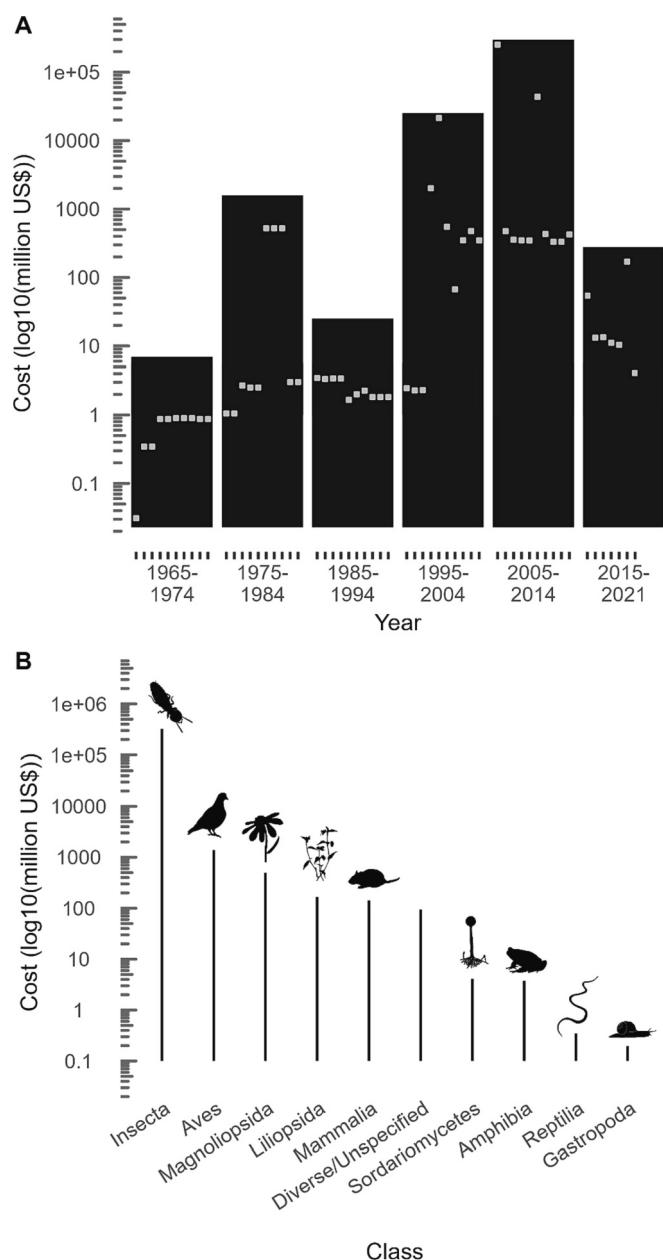 A
Cost (log10(million US$))
1e+05
10000
1000
100
10
1
0.1
1965-
1974
1975-
1984
1985-
1994
1995-
2004
2005-
2014
2015-
2021
Year
B
Cost (log10(million US$))
1e+06
1e+05
10000
1000
100
10
1
0.1
Insecta
Aves
Magnoliopsida
Liliopsida
Mammalia
Diverse/Unspecified
Sordariomycetes
Amphibia
Reptilia
Gastropoda
Class